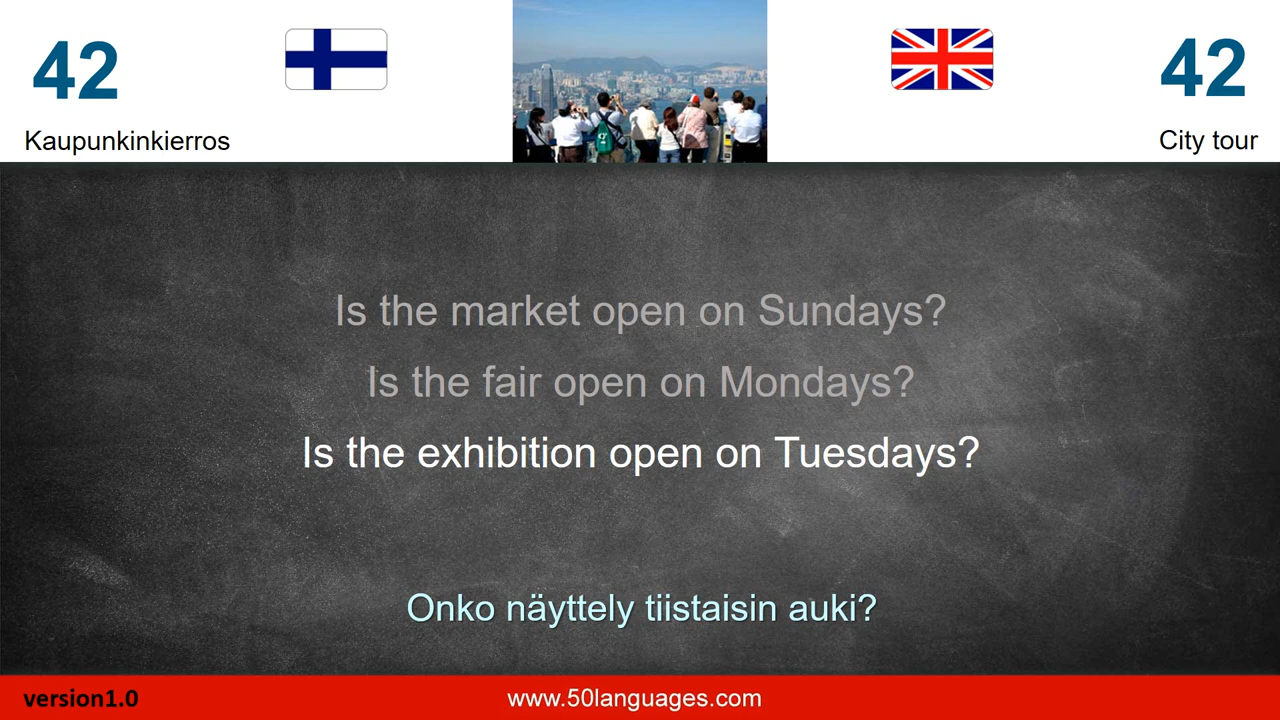 42
42
Kaupunkinkierros
City tour
Is the market open on Sundays?
Is the fair open on Mondays?
Is the exhibition open on Tuesdays?
Onko näyttely tiistaisin auki?
version1.0
www.50languages.com